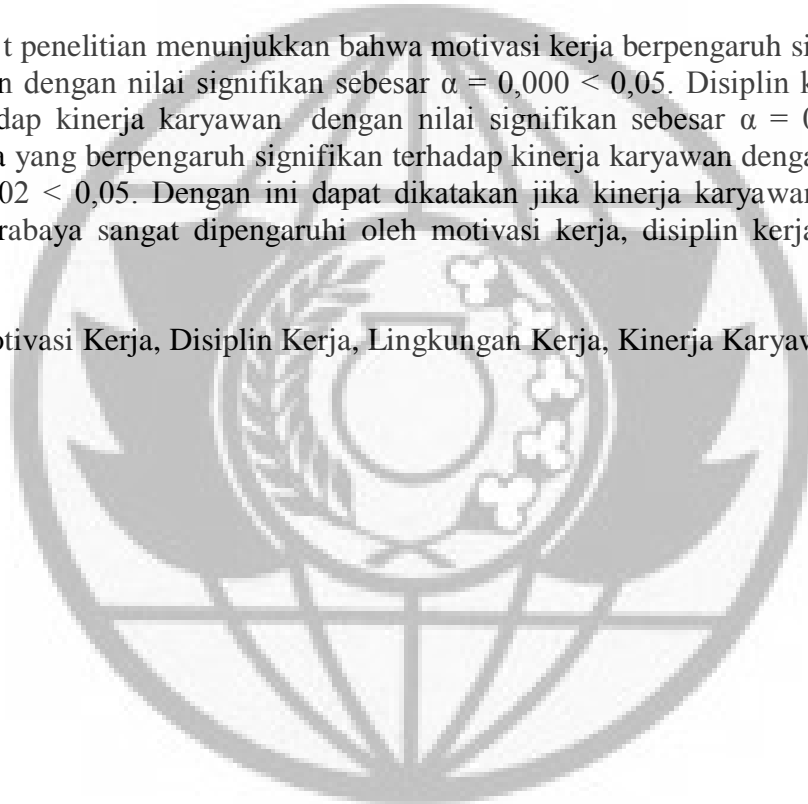 t penelitian menunjukkan bahwa motivasi kerja berpengaruh si
n dengan nilai signifikan sebesar α = 0,000 < 0,05. Disiplin k
dap kinerja karyawan dengan nilai signifikan sebesar α = 0
a yang berpengaruh signifikan terhadap kinerja karyawan denga
02 < 0,05. Dengan ini dapat dikatakan jika kinerja karyawan
rabaya sangat dipengaruhi oleh motivasi kerja, disiplin kerja
otivasi Kerja, Disiplin Kerja, Lingkungan Kerja, Kinerja Karyaw